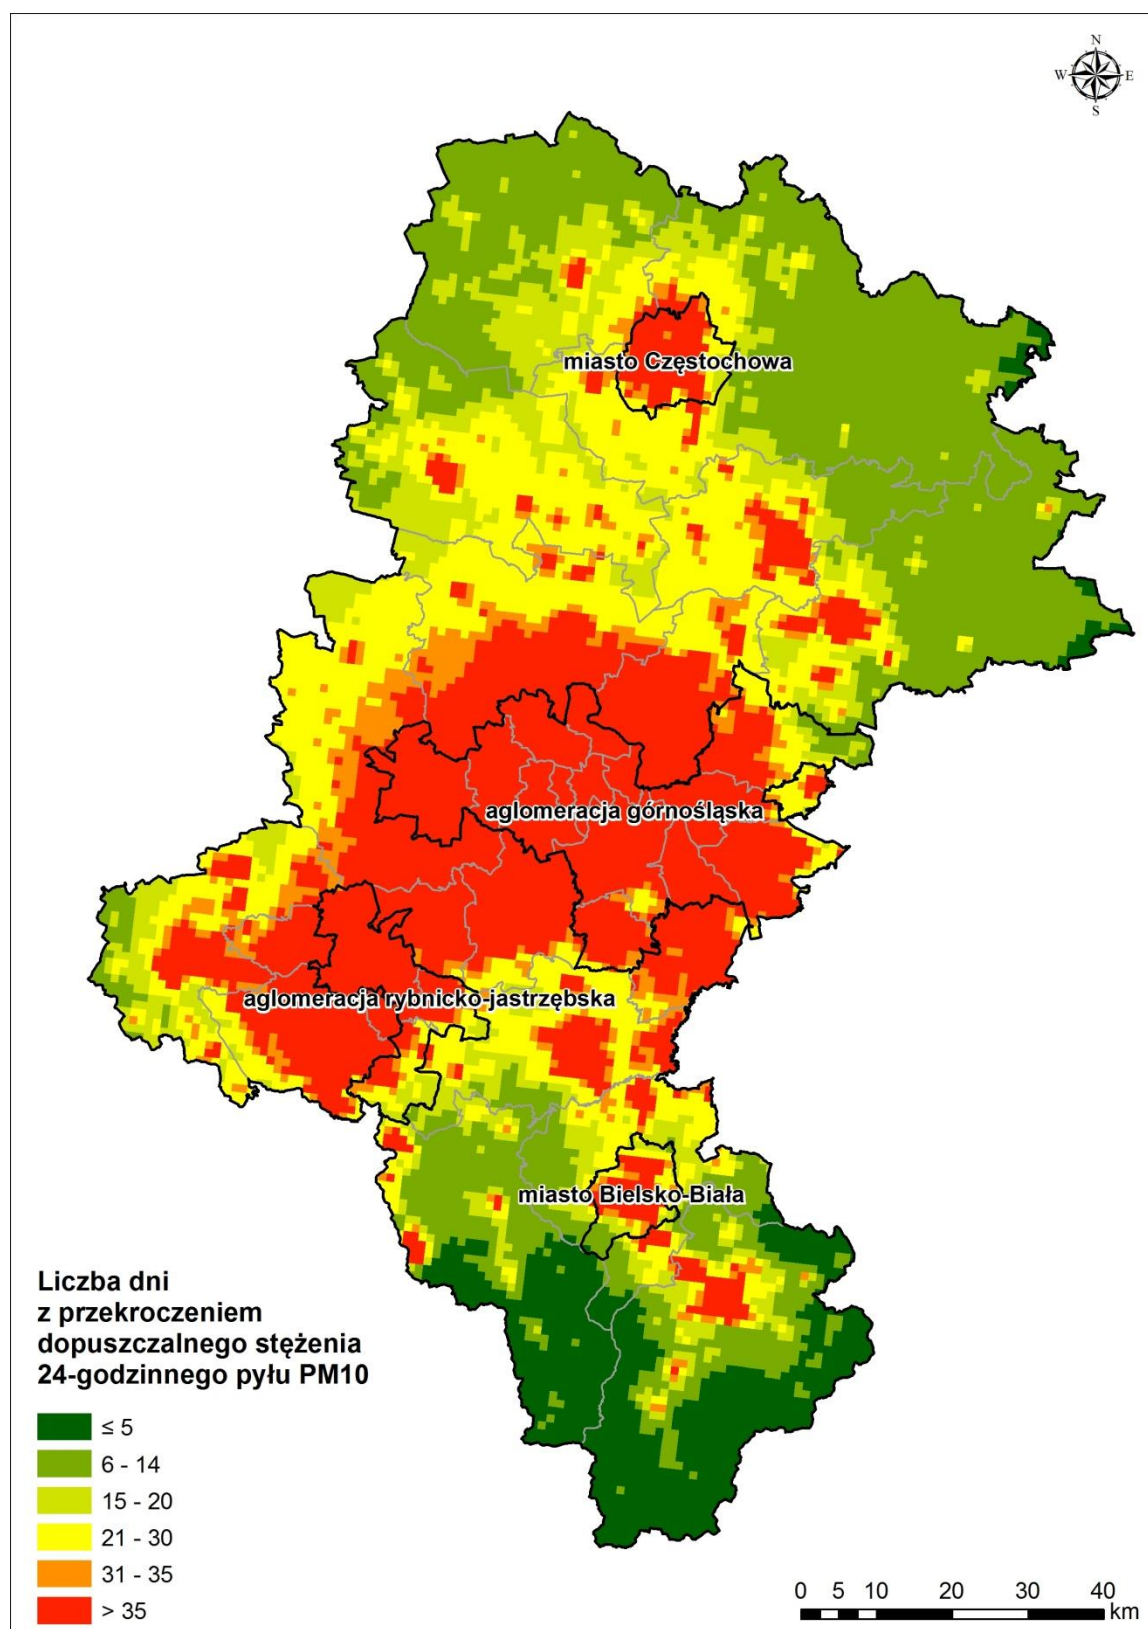 N
W E
S
miasto Częstochowa
aglomeracja górnośląska
aglomeracja rybnicko-jastrzębska
miasto Bielsko-Biała
Liczba dni
z przekroczeniem
dopuszczalnego stężenia
24-godzinnego pyłu PM10
≤ 5
6 - 14
15 - 20
21 - 30
31 - 35
> 35
0 5 10 20 30 40
km